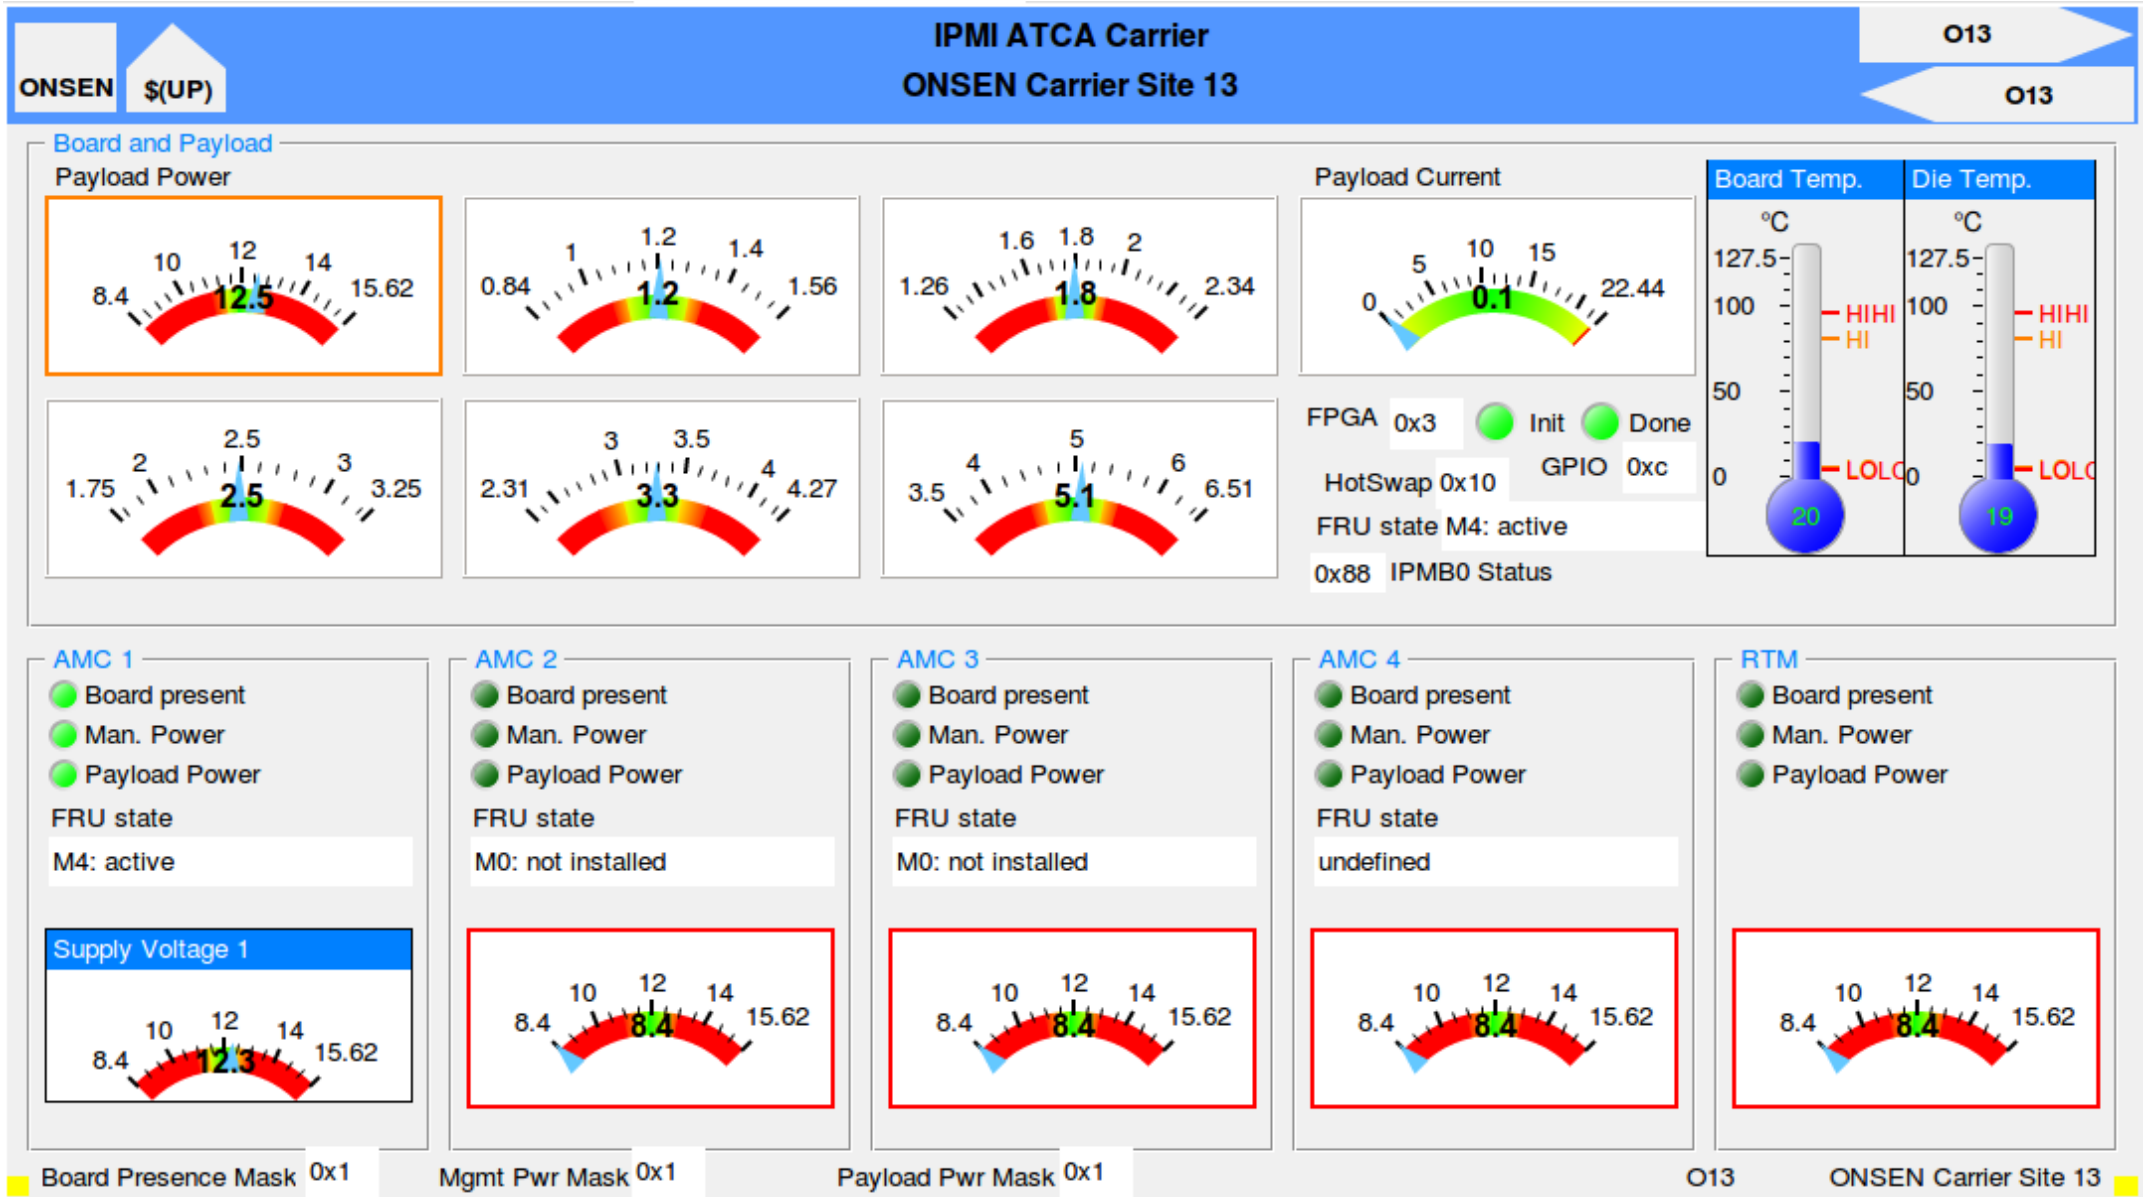 IPMI ATCA Carrier
ONSEN Carrier Site 13
ONSEN
$(UP)
O13
O13
Board and Payload
Payload Power
8.4 10 12 14 15.62
12.5
0.84 1 1.2 1.4 1.56
1.2
1.26 1.6 1.8 2 2.34
1.8
Payload Current
0 5 10 15 22.44
0.1
1.75 2 2.5 3 3.25
2.5
2.31 3 3.5 4 4.27
3.3
3.5 4 5 6 6.51
5.1
FPGA 0x3 Init Done
HotSwap 0x10 GPIO 0xc
FRU state M4: active
0x88 IPMB0 Status
Board Temp.
°C
127.5
100
50
0
HIHI
HI
LOLO
20
Die Temp.
°C
127.5
100
50
0
HIHI
HI
LOLO
19
AMC 1
Board present
Man. Power
Payload Power
FRU state
M4: active
Supply Voltage 1
8.4 10 12 14 15.62
12.3
AMC 2
Board present
Man. Power
Payload Power
FRU state
M0: not installed
8.4 10 12 14 15.62
8.4
AMC 3
Board present
Man. Power
Payload Power
FRU state
M0: not installed
8.4 10 12 14 15.62
8.4
AMC 4
Board present
Man. Power
Payload Power
FRU state
undefined
8.4 10 12 14 15.62
8.4
RTM
Board present
Man. Power
Payload Power
8.4 10 12 14 15.62
8.4
Board Presence Mask 0x1 Mgmt Pwr Mask 0x1 Payload Pwr Mask 0x1 O13 ONSEN Carrier Site 13